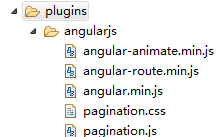 plugins
angularjs
angular-animate.min.js
angular-route.min.js
angular.min.js
pagination.css
pagination.js